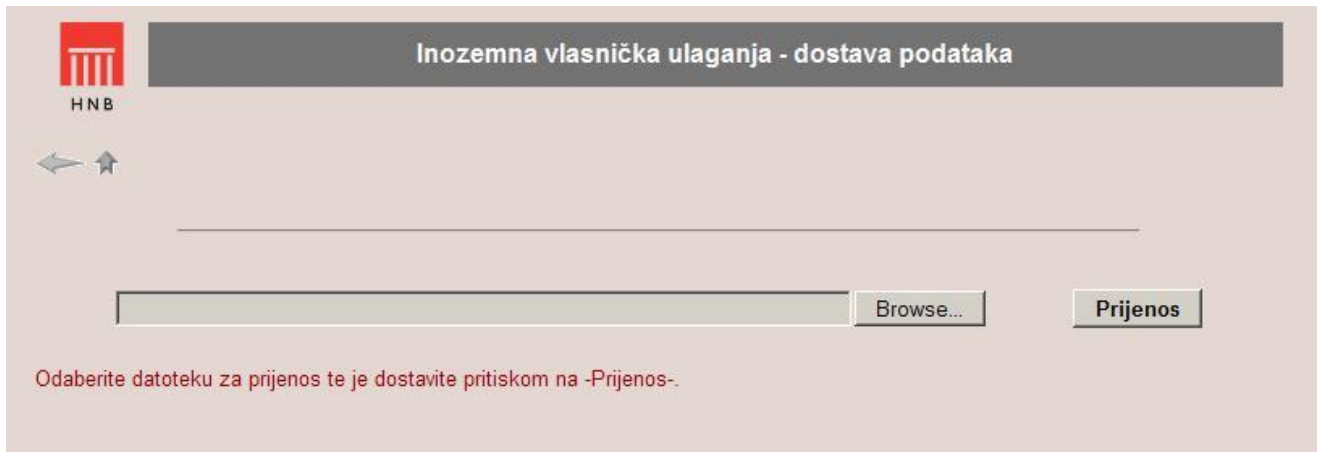 Inozemna vlasnička ulaganja - dostava podataka
HNB
Browse...
Prijenos
Odaberite datoteku za prijenos te je dostavite pritiskom na -Prijenos-.